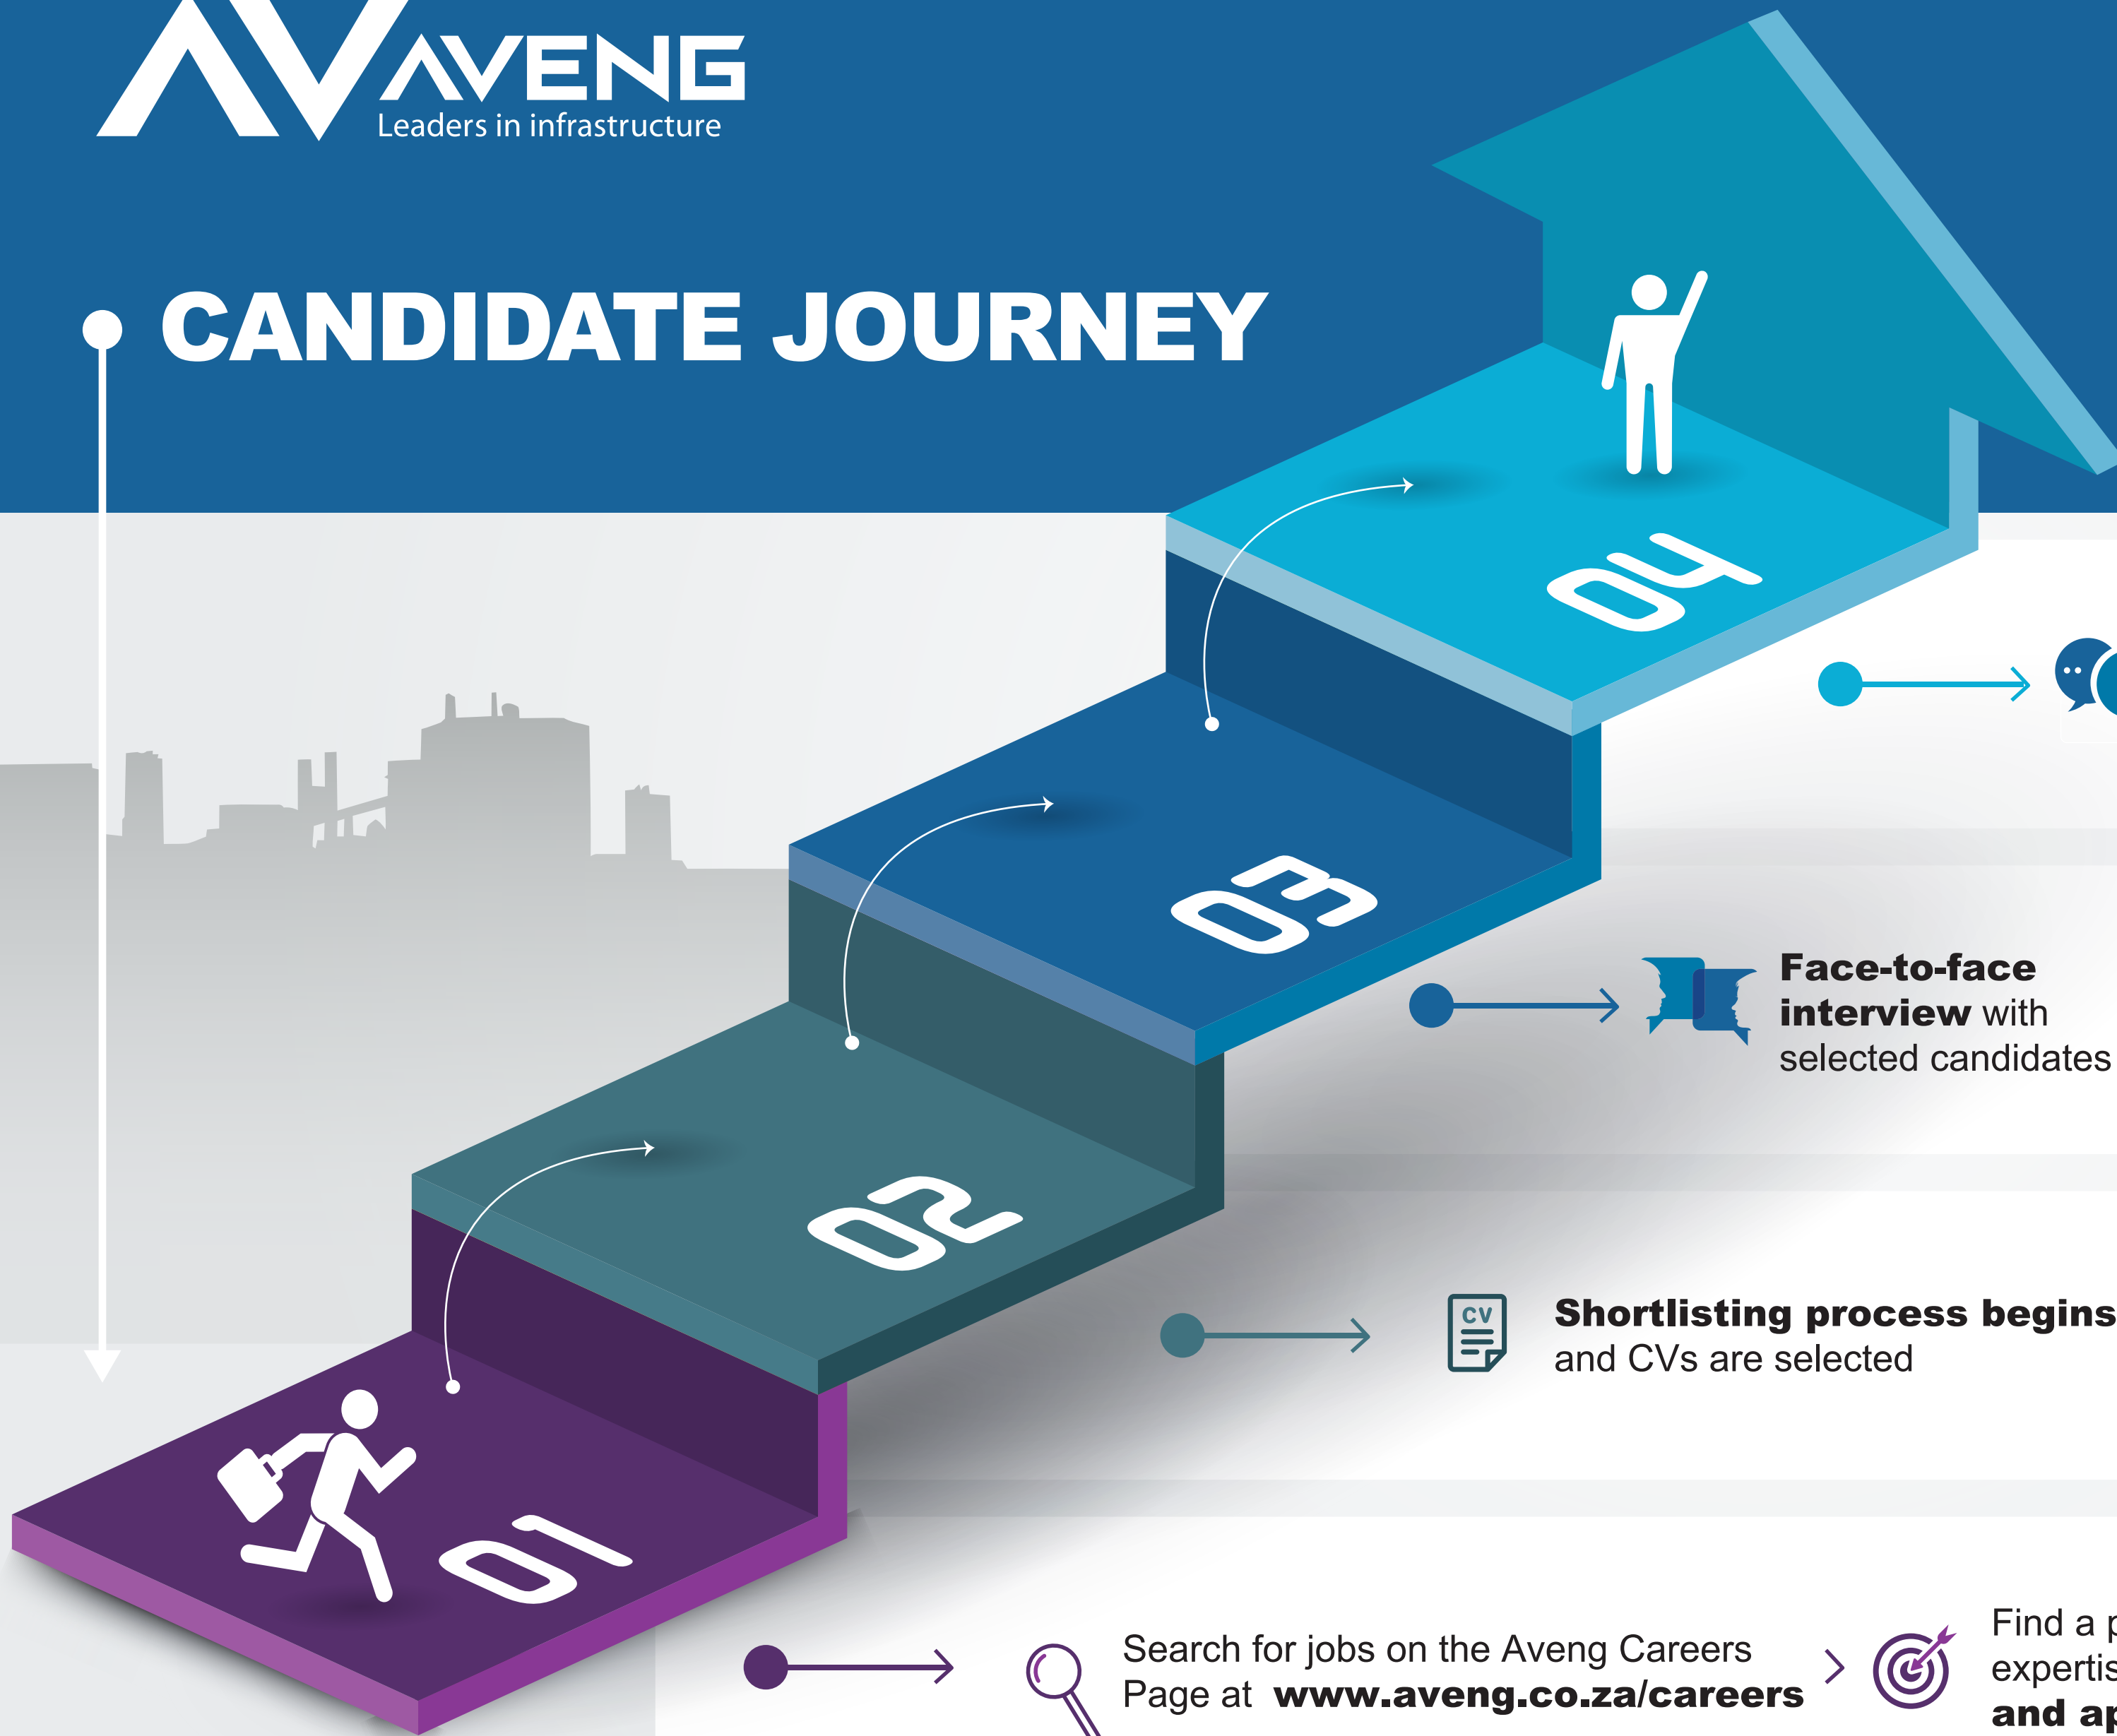 AVENG
Leaders in infrastructure
CANDIDATE JOURNEY
04
03
Face-to-face
interview with
selected candidates
02
CV
Shortlisting process begins
and CVs are selected
01
Search for jobs on the Aveng Careers
Page at www.aveng.co.za/careers
Find a
and